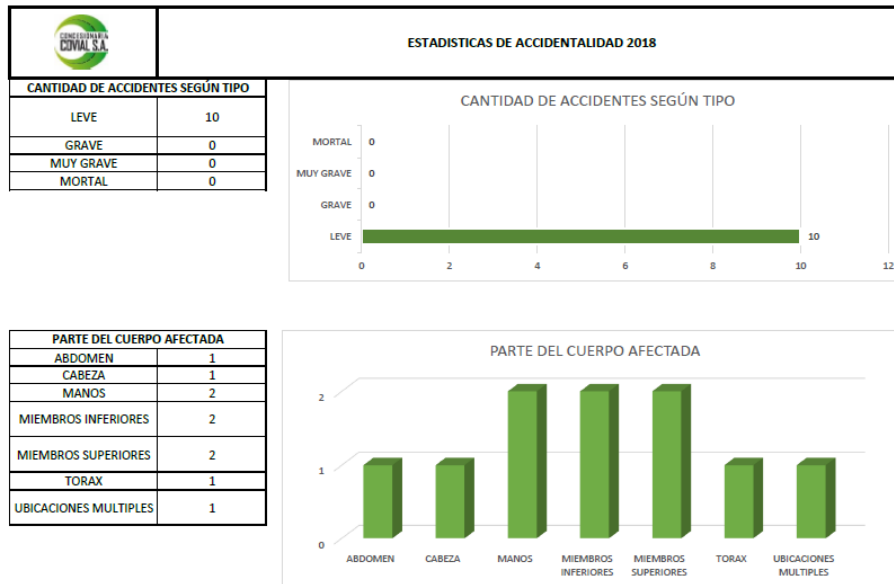 CONCESIONARIA
COVIAL S.A.
ESTADISTICAS DE ACCIDENTALIDAD 2018
CANTIDAD DE ACCIDENTES SEGÚN TIPO
LEVE 10
GRAVE 0
MUY GRAVE 0
MORTAL 0
CANTIDAD DE ACCIDENTES SEGÚN TIPO
MORTAL 0
MUY GRAVE 0
GRAVE 0
LEVE 10
0 2 4 6 8 10 12
PARTE DEL CUERPO AFECTADA
ABDOMEN 1
CABEZA 1
MANOS 2
MIEMBROS INFERIORES 2
MIEMBROS SUPERIORES 2
TORAX 1
UBICACIONES MULTIPLES 1
PARTE DEL CUERPO AFECTADA
2
1
0
ABDOMEN CABEZA MANOS MIEMBROS MIEMBROS TORAX UBICACIONES
INFERIORES SUPERIORES MULTIPLES